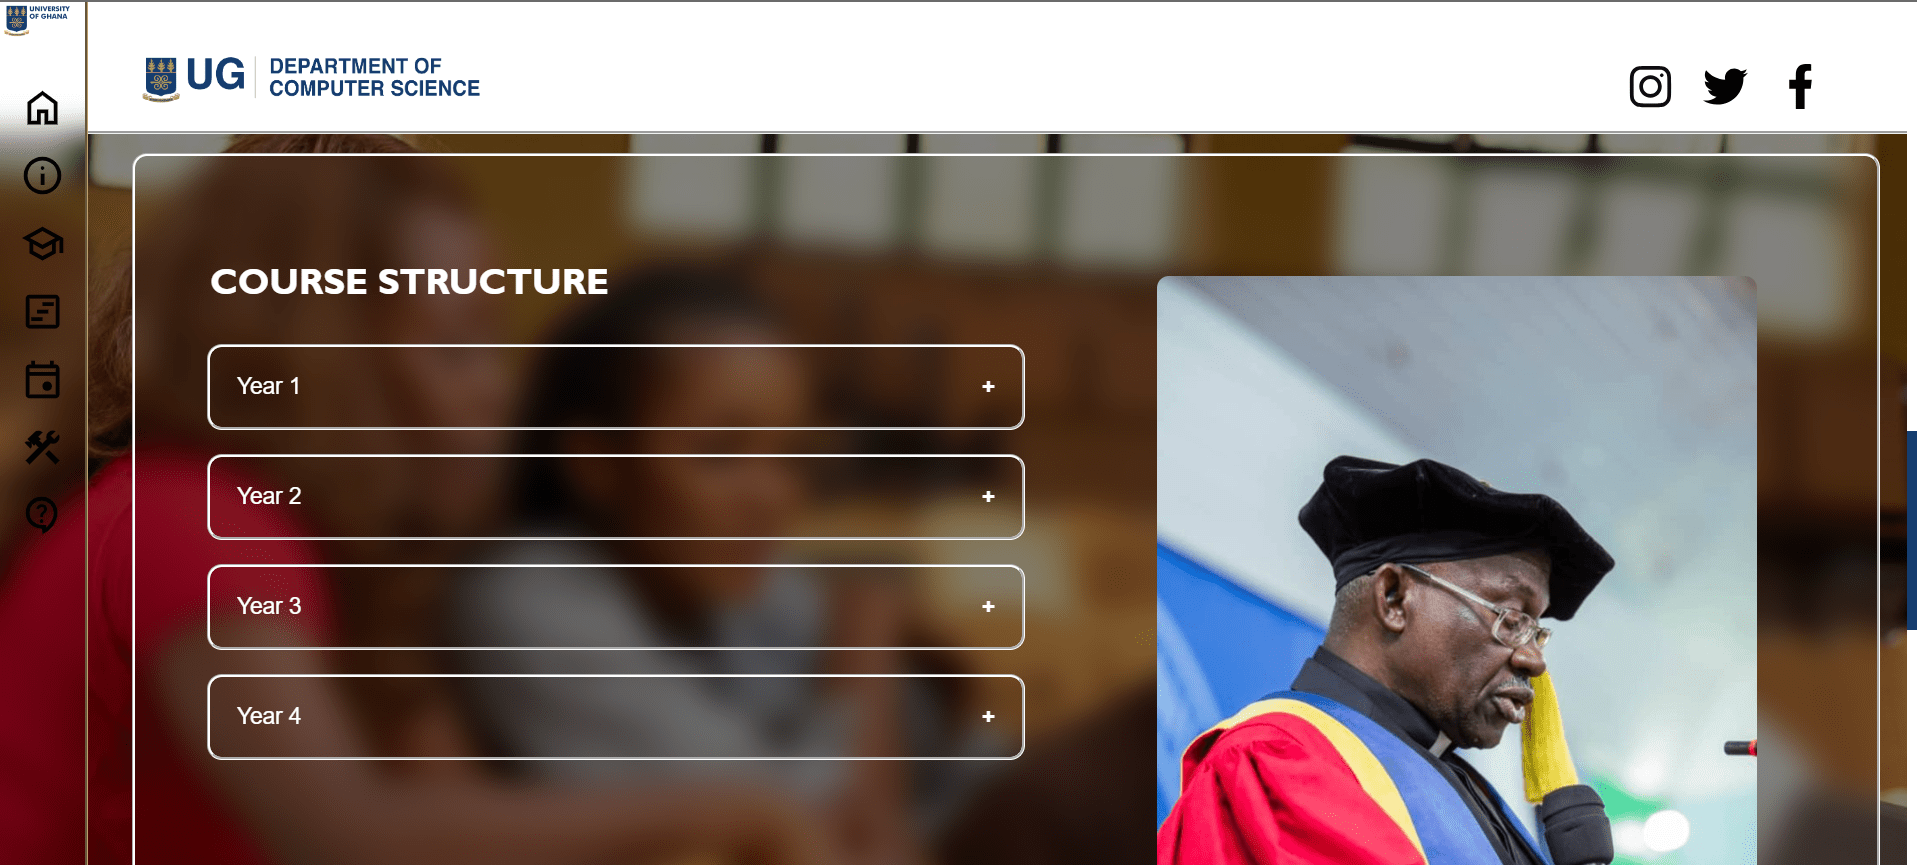 UNIVERSITY
OF GHANA
UG
DEPARTMENT OF
COMPUTER SCIENCE
COURSE STRUCTURE
Year 1 +
Year 2 +
Year 3 +
Year 4 +